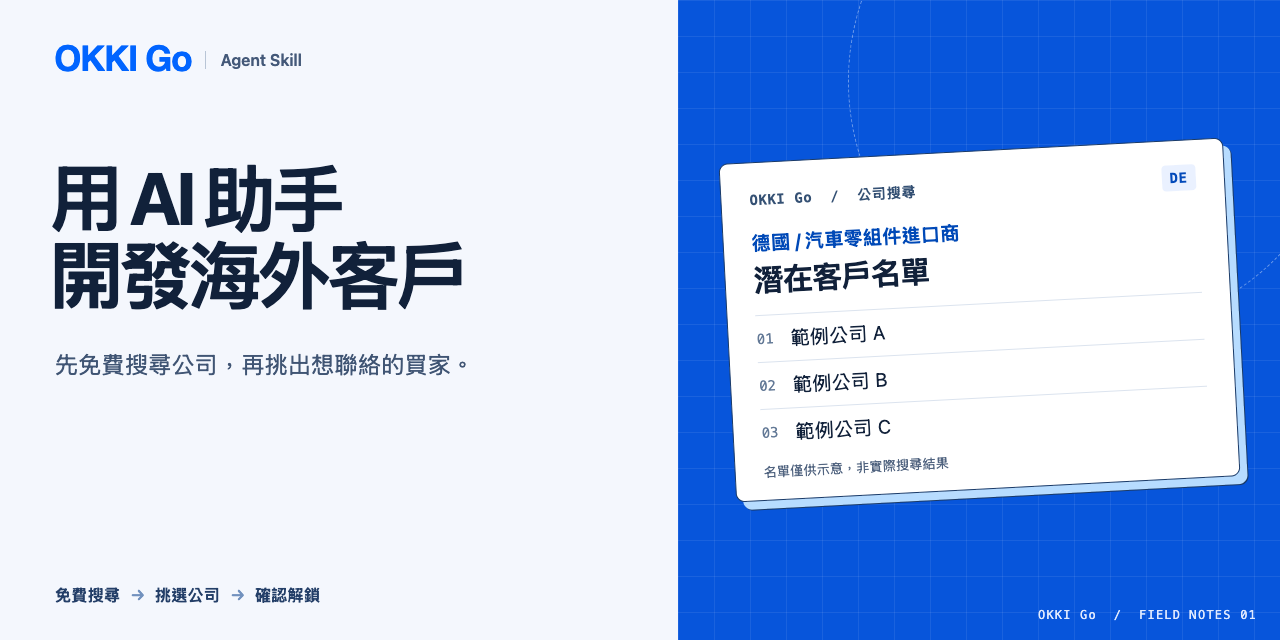 OKKI Go | Agent Skill
用 AI 助手
開發海外客戶
先免費搜尋公司，再挑出想聯絡的買家。
免費搜尋 → 挑選公司 → 確認解鎖
OKKI Go / 公司搜尋
DE
德國 / 汽車零組件進口商
潛在客戶名單
01 範例公司 A
02 範例公司 B
03 範例公司 C
名單僅供示意，非實際搜尋結果
OKKI Go / FIELD NOTES 01